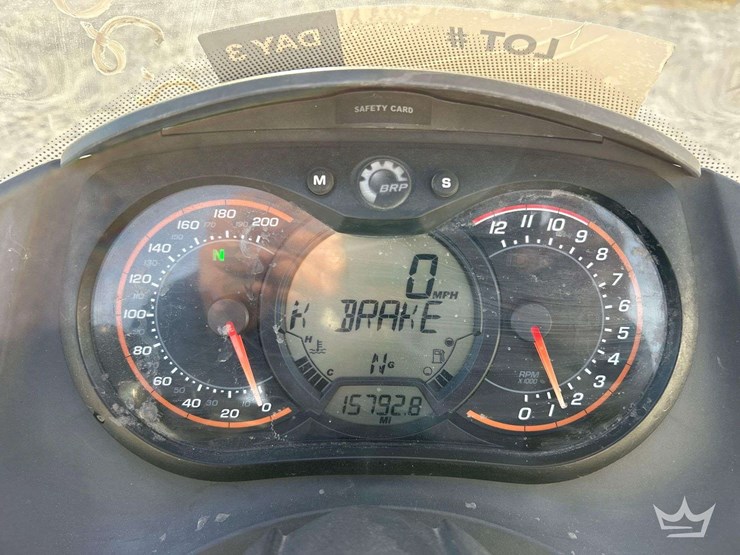 LOT # DAY 3
SAFETY CARD
M BRP S
180
160 200
140
120
100
80
60
40
20 0
N
0 MPH
K BRAKE
H
C
N G
15792.8
MI
12 11 10
9
8
7
6
5
4
3
2
1
0
RPM
X 1000